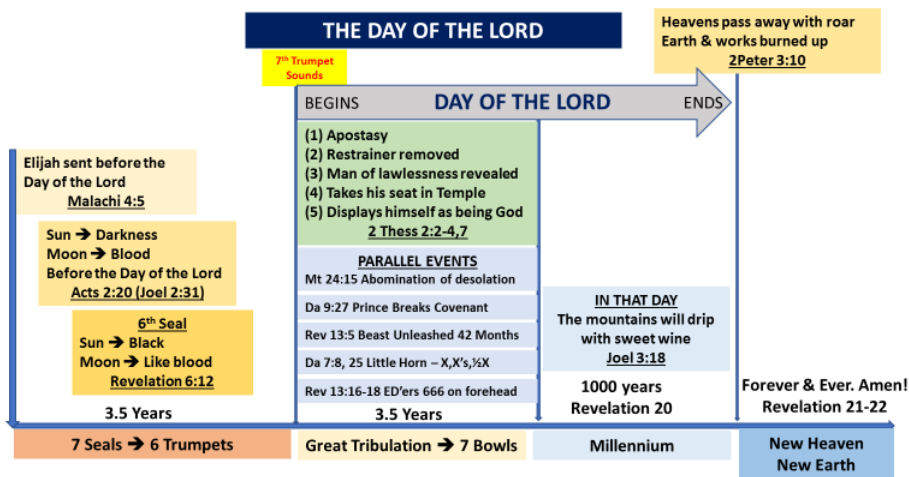 THE DAY OF THE LORD
Heavens pass away with roar
Earth & works burned up
2Peter 3:10
7th Trumpet
Sounds
BEGINS DAY OF THE LORD ENDS
Elijah sent before the
Day of the Lord
Malachi 4:5
Sun ➔ Darkness
Moon ➔ Blood
Before the Day of the Lord
Acts 2:20 (Joel 2:31)
6th Seal
Sun ➔ Black
Moon ➔ Like blood
Revelation 6:12
3.5 Years
(1) Apostasy
(2) Restrainer removed
(3) Man of lawlessness revealed
(4) Takes his seat in Temple
(5) Displays himself as being God
2 Thess 2:2-4,7
PARALLEL EVENTS
Mt 24:15 Abomination of desolation
Da 9:27 Prince Breaks Covenant
Rev 13:5 Beast Unleashed 42 Months
Da 7:8, 25 Little Horn – X,X's,½X
Rev 13:16-18 ED'ers 666 on forehead
3.5 Years
IN THAT DAY
The mountains will drip
with sweet wine
Joel 3:18
1000 years
Revelation 20
Forever & Ever. Amen!
Revelation 21-22
7 Seals ➔ 6 Trumpets
Great Tribulation ➔ 7 Bowls
Millennium
New Heaven
New Earth